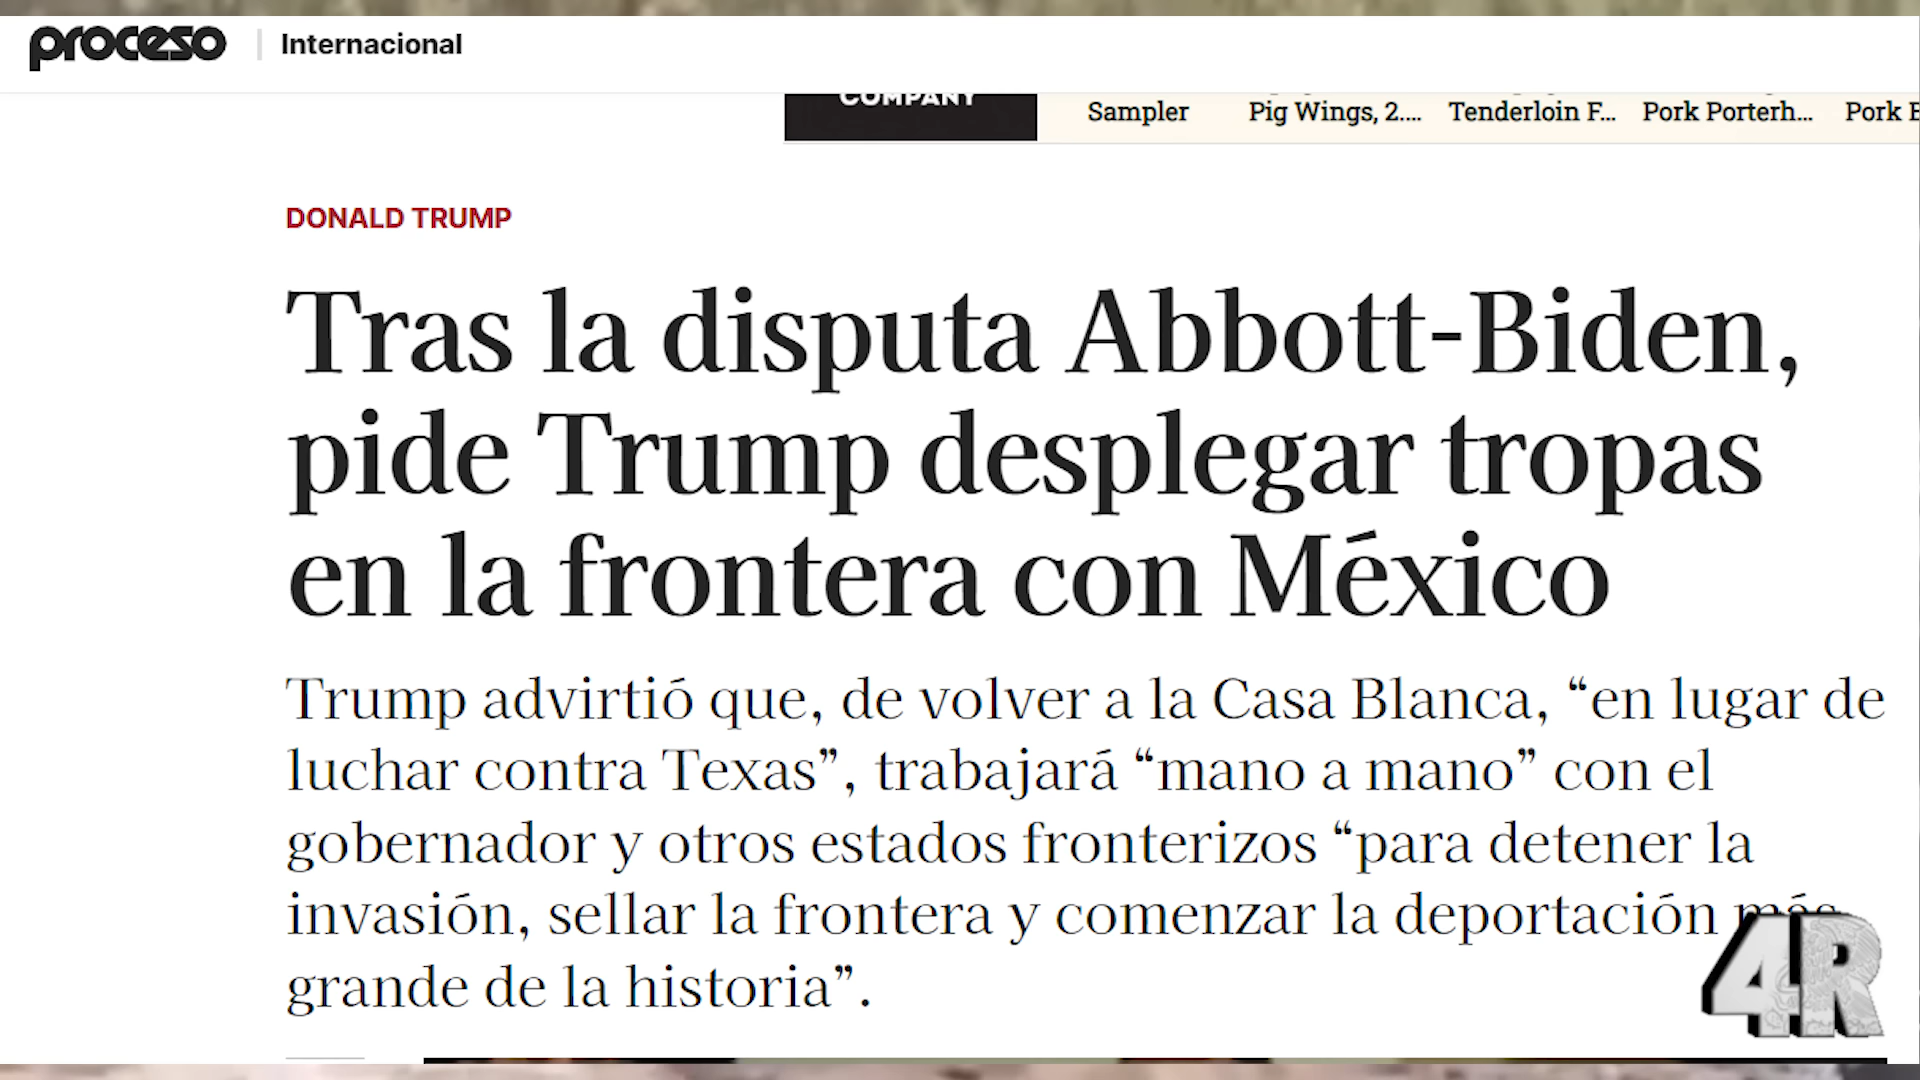 proceso
Internacional
COMPANY
Sampler
Pig Wings, 2....
Tenderloin F...
Pork Porterh...
Pork
DONALD TRUMP
Tras la disputa Abbott-Biden,
pide Trump desplegar tropas
en la frontera con México
Trump advirtió que, de volver a la Casa Blanca, “en lugar de
luchar contra Texas”, trabajará “mano a mano” con el
gobernador y otros estados fronterizos “para detener la
invasión, sellar la frontera y comenzar la deportación más
grande de la historia”.
4R